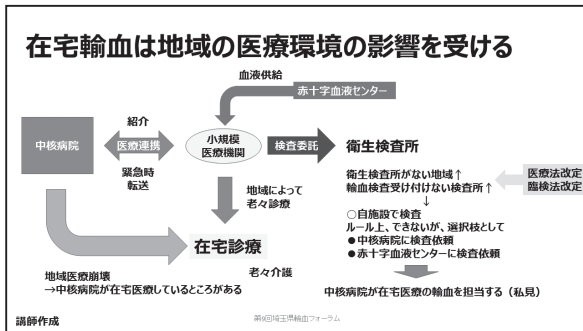 在宅輸血は地域の医療環境の影響を受ける
血液供給
赤十字血液センター
中核病院
紹介
医療連携
緊急時
転送
小規模
医療機関
検査委託
衛生検査所
衛生検査所がない地域↑
輸血検査受け付けない検査所↑
↓
医療法改定
臨検法改定
○自施設で検査
ルール上、できないが、選択枝として
●中核病院に検査依頼
●赤十字血液センターに検査依頼
地域によって
老々診療
在宅診療
老々介護
地域医療崩壊
→中核病院が在宅医療しているところがある
中核病院が在宅医療の輸血を担当する（私見）
講師作成
第9回埼玉県輸血フォーラム